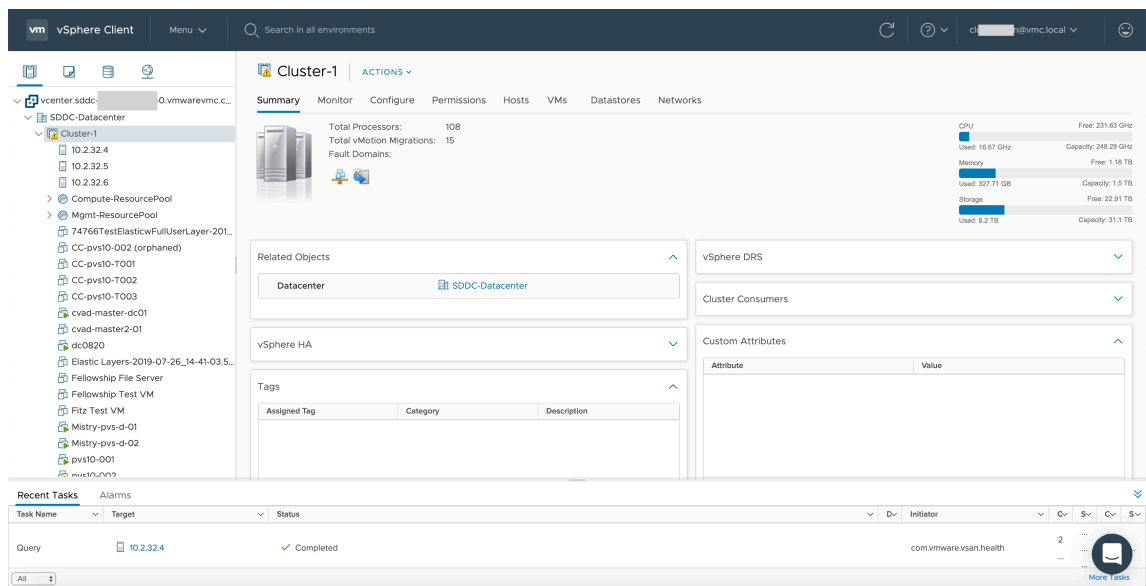 vm vSphere Client Menu Search in all environments cl n@vmc.local
vcenter.sddc- .0.vmwarevmc.c...
SDDC-Datacenter
Cluster-1
10.2.32.4
10.2.32.5
10.2.32.6
Compute-ResourcePool
Mgmt-ResourcePool
74766TestElasticwFullUserLayer-201...
CC-pvs10-002 (orphaned)
CC-pvs10-T001
CC-pvs10-T002
CC-pvs10-T003
cvad-master-dc01
cvad-master2-01
dc0820
Elastic Layers-2019-07-26_14-41-03.5...
Fellowship File Server
Fellowship Test VM
Fitz Test VM
Mistry-pvs-d-01
Mistry-pvs-d-02
pvs10-001
pvs10-002
Cluster-1 ACTIONS
Summary Monitor Configure Permissions Hosts VMs Datastores Networks
Total Processors: 108
Total vMotion Migrations: 15
Fault Domains:
CPU Free: 231.63 GHz
Used: 16.67 GHz Capacity: 248.29 GHz
Memory Free: 1.18 TB
Used: 327.71 GB Capacity: 1.5 TB
Storage Free: 22.91 TB
Used: 8.2 TB Capacity: 31.1 TB
Related Objects
Datacenter SDDC-Datacenter
vSphere HA
Tags
Assigned Tag Category Description
vSphere DRS
Cluster Consumers
Custom Attributes
Attribute Value
Recent Tasks Alarms
Task Name Target Status D Initiator Q S C S
Query 10.2.32.4 Completed com.vmware.vsan.health 2 ...
All More Tasks